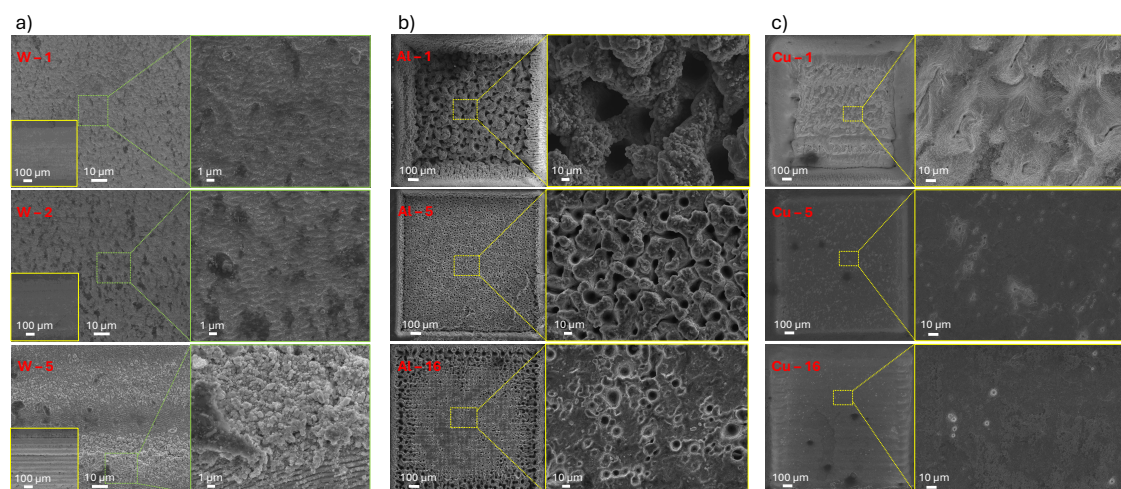 a)
b)
c)
W – 1
100 µm
10 µm
1 µm
Al – 1
100 µm
10 µm
Cu – 1
100 µm
10 µm
W – 2
100 µm
10 µm
1 µm
Al – 5
100 µm
10 µm
Cu – 5
100 µm
10 µm
W – 5
100 µm
10 µm
1 µm
Al – 16
100 µm
10 µm
Cu – 16
100 µm
10 µm